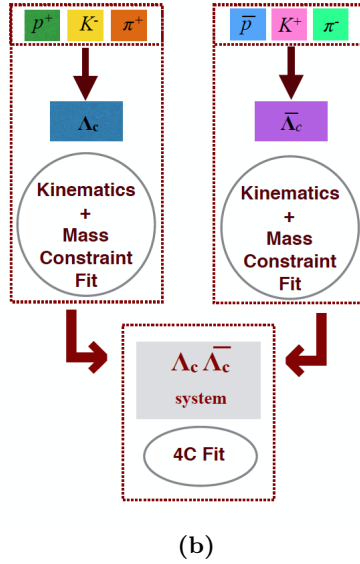 p⁺ K⁻ π⁺
p̅ K⁺ π⁻
Λc
Λ̅c
Kinematics
+
Mass
Constraint
Fit
Kinematics
+
Mass
Constraint
Fit
Λc Λ̅c
system
4C Fit
(b)